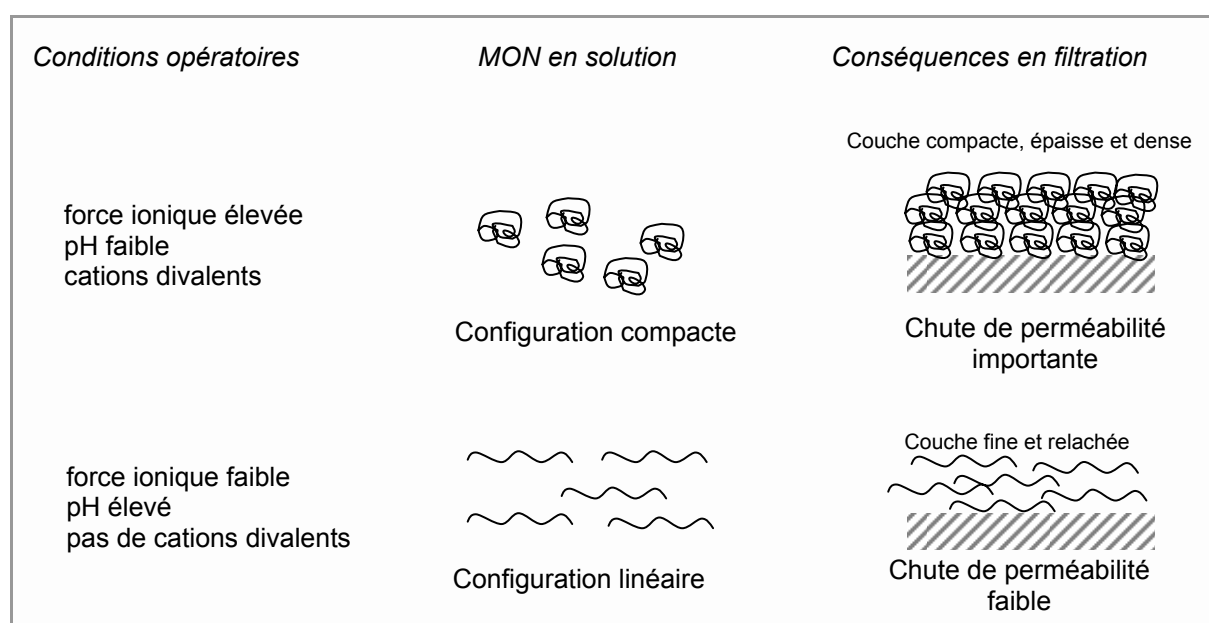 Conditions opératoires
MON en solution
Conséquences en filtration
Couche compacte, épaisse et dense
force ionique élevée
pH faible
cations divalents
Configuration compacte
Chute de perméabilité
importante
Couche fine et relachée
force ionique faible
pH élevé
pas de cations divalents
Configuration linéaire
Chute de perméabilité
faible